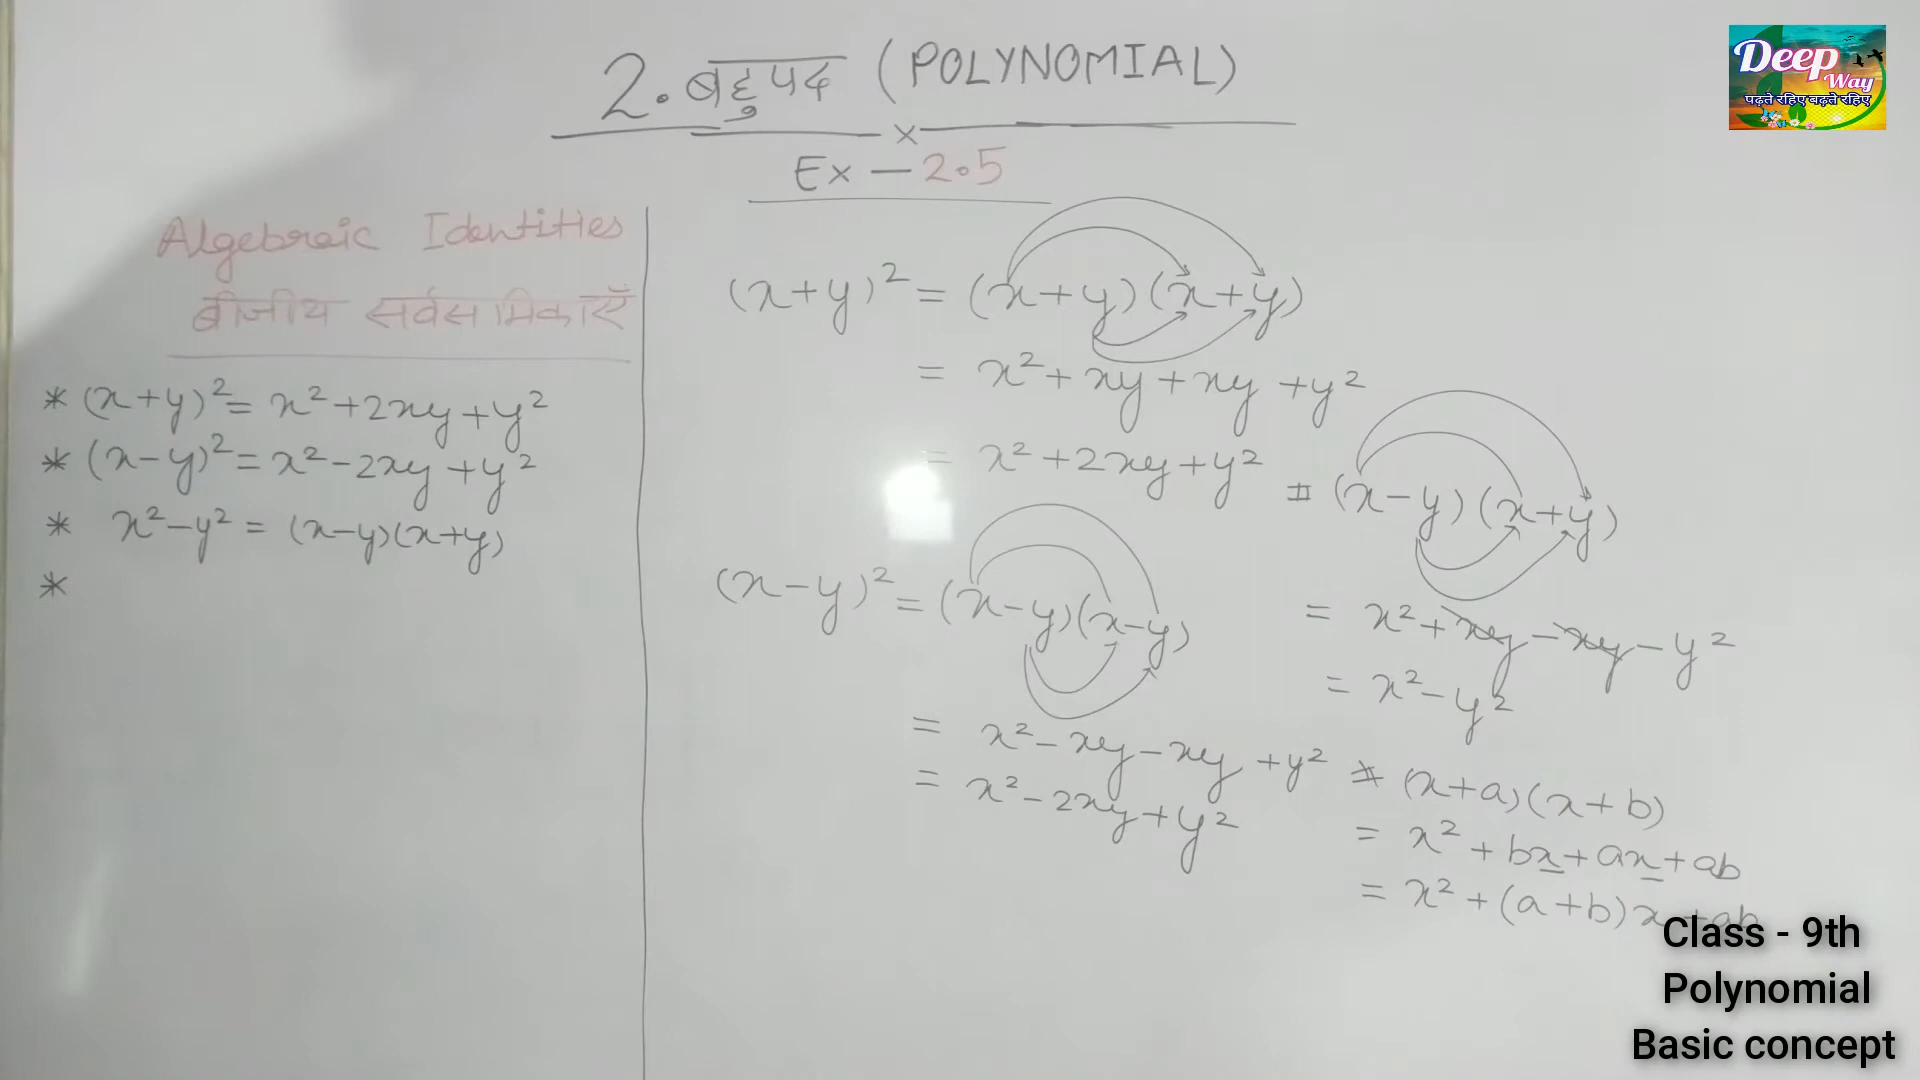 2. बहुपद (POLYNOMIAL)
x
Ex – 2.5
Deep
Way
पढ़ते रहिए बढ़ते रहिए
Algebraic Identities
बीजीय सर्वसमिकाएँ
* (x+y)² = x²+2xy+y²
* (x-y)² = x²-2xy+y²
* x²-y² = (x-y)(x+y)
*
(x+y)² = (x+y)(x+y)
= x²+xy+xy+y²
= x²+2xy+y²
(x-y)² = (x-y)(x-y)
= x²-xy-xy+y²
= x²-2xy+y²
# (x-y)(x+y)
= x²+xy-xy-y²
= x²-y²
# (x+a)(x+b)
= x²+bx+ax+ab
= x²+(a+b)x+ab
Class - 9th
Polynomial
Basic concept